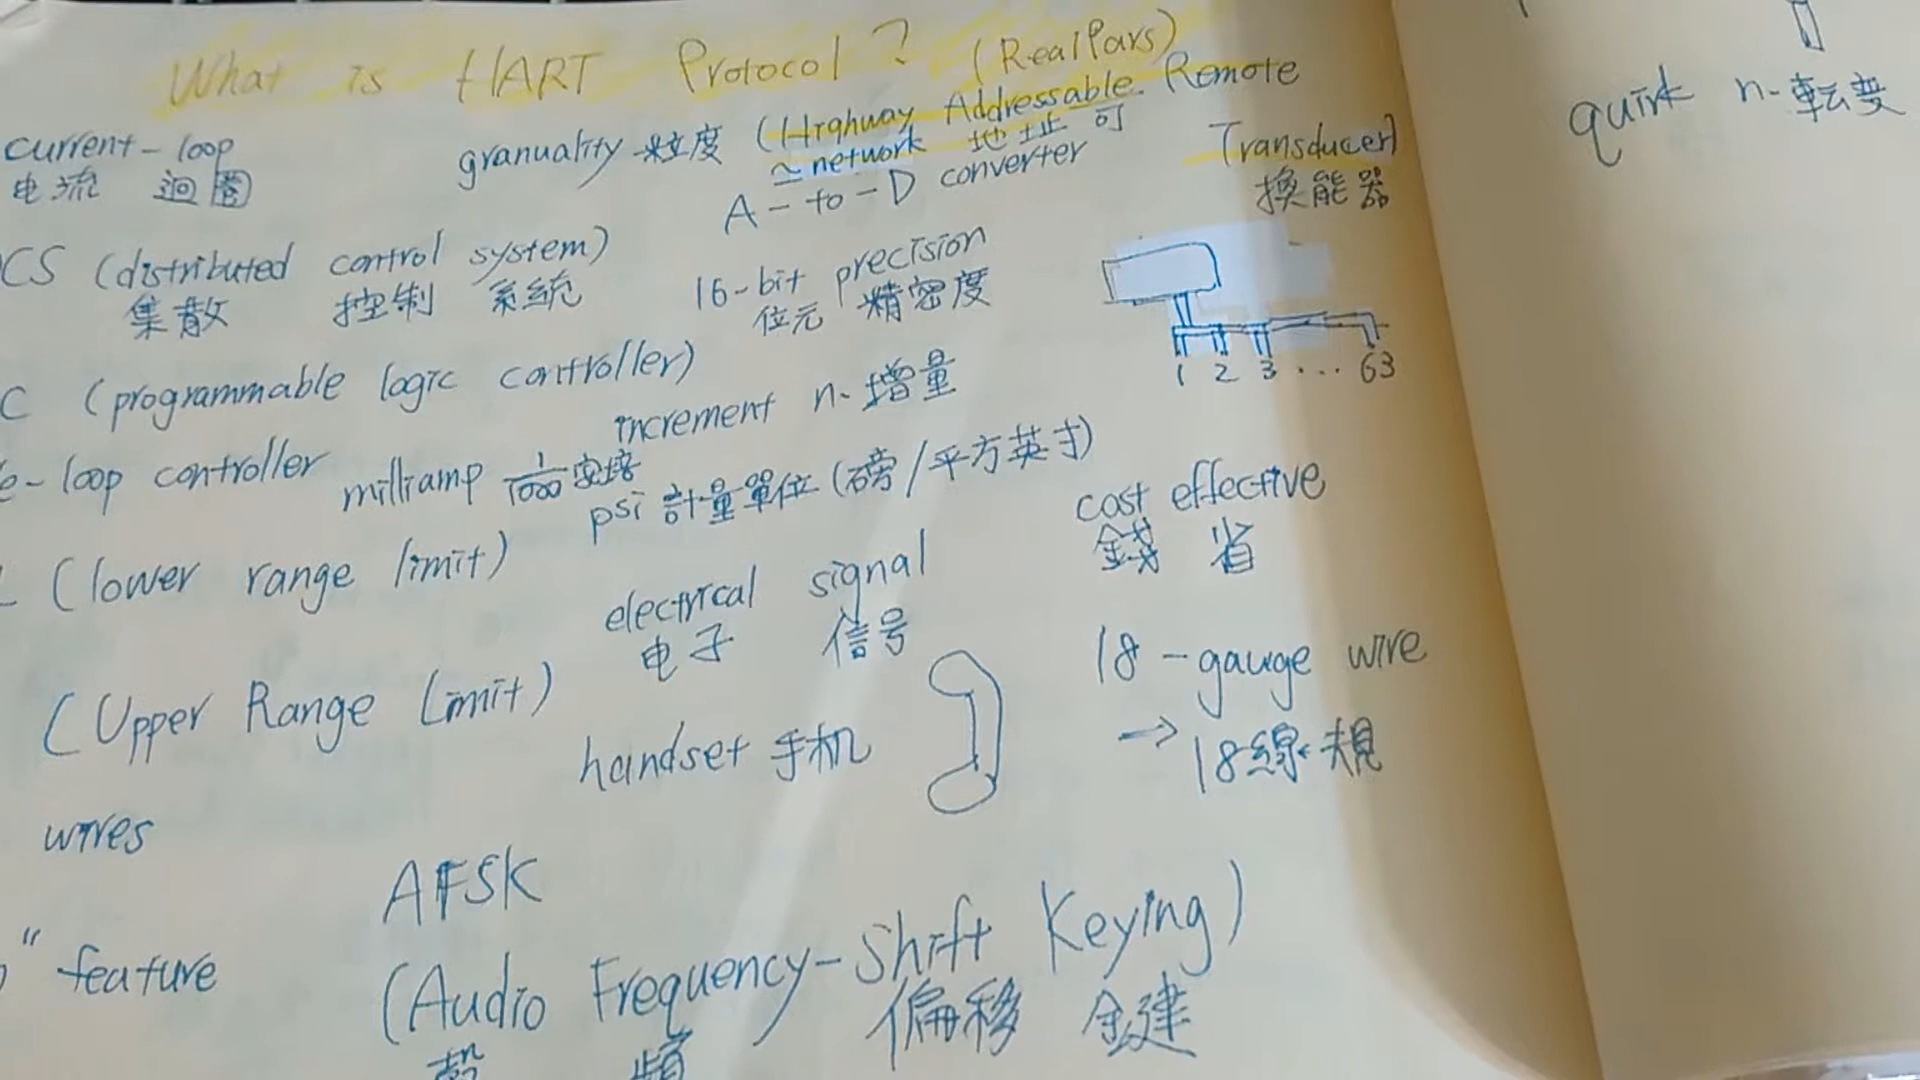 What is HART Protocol? (RealPars)
(Highway Addressable Remote
≃ network 地址 可
Transducer)
換能器
current-loop
电流 迴圈
granuality 粒度
A-to-D converter
CS (distributed control system)
集散 控制 系統
16-bit precision
位元 精密度
1 2 3 ... 63
C (programmable logic controller)
increment n. 增量
e-loop controller
milliamp 1/1000 安培
psi 計量單位 (磅/平方英寸)
cost effective
錢 省
(lower range limit)
electrical signal
电子 信号
18-gauge wire
→ 18線規
(Upper Range Limit)
handset 手机
wires
AFSK
" feature
(Audio Frequency-Shift Keying)
偏移 鍵
quirk n. 転变